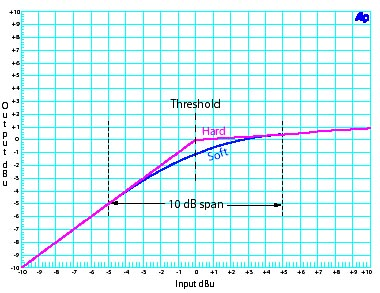 +10
Ap
+9
+8
+7
+6
+5
+4
+3
Threshold
+2
+1
Hard
0
Soft
-1
-2
-3
-4
-5
10 dB span
-6
-7
-8
-9
-10
Output dBu
-10 -9 -8 -7 -6 -5 -4 -3 -2 -1 0 +1 +2 +3 +4 +5 +6 +7 +8 +9 +10
Input dBu